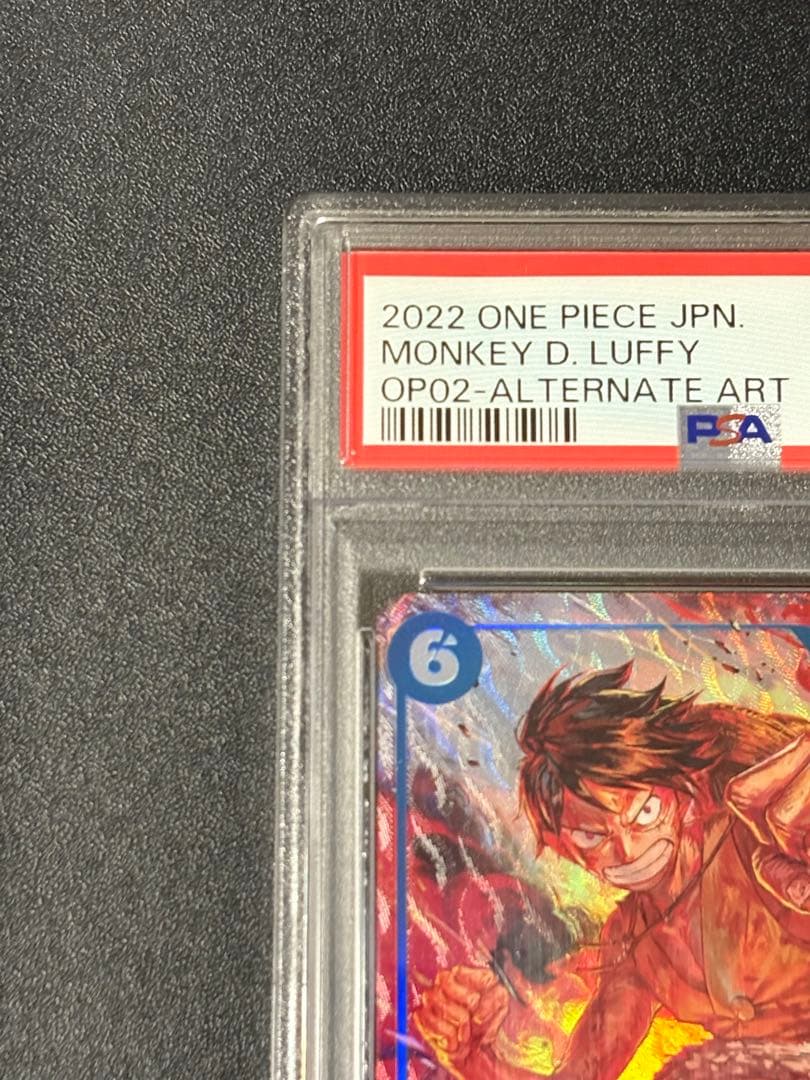 2022 ONE PIECE JPN.
MONKEY D. LUFFY
OP02-ALTERNATE ART
PSA
6